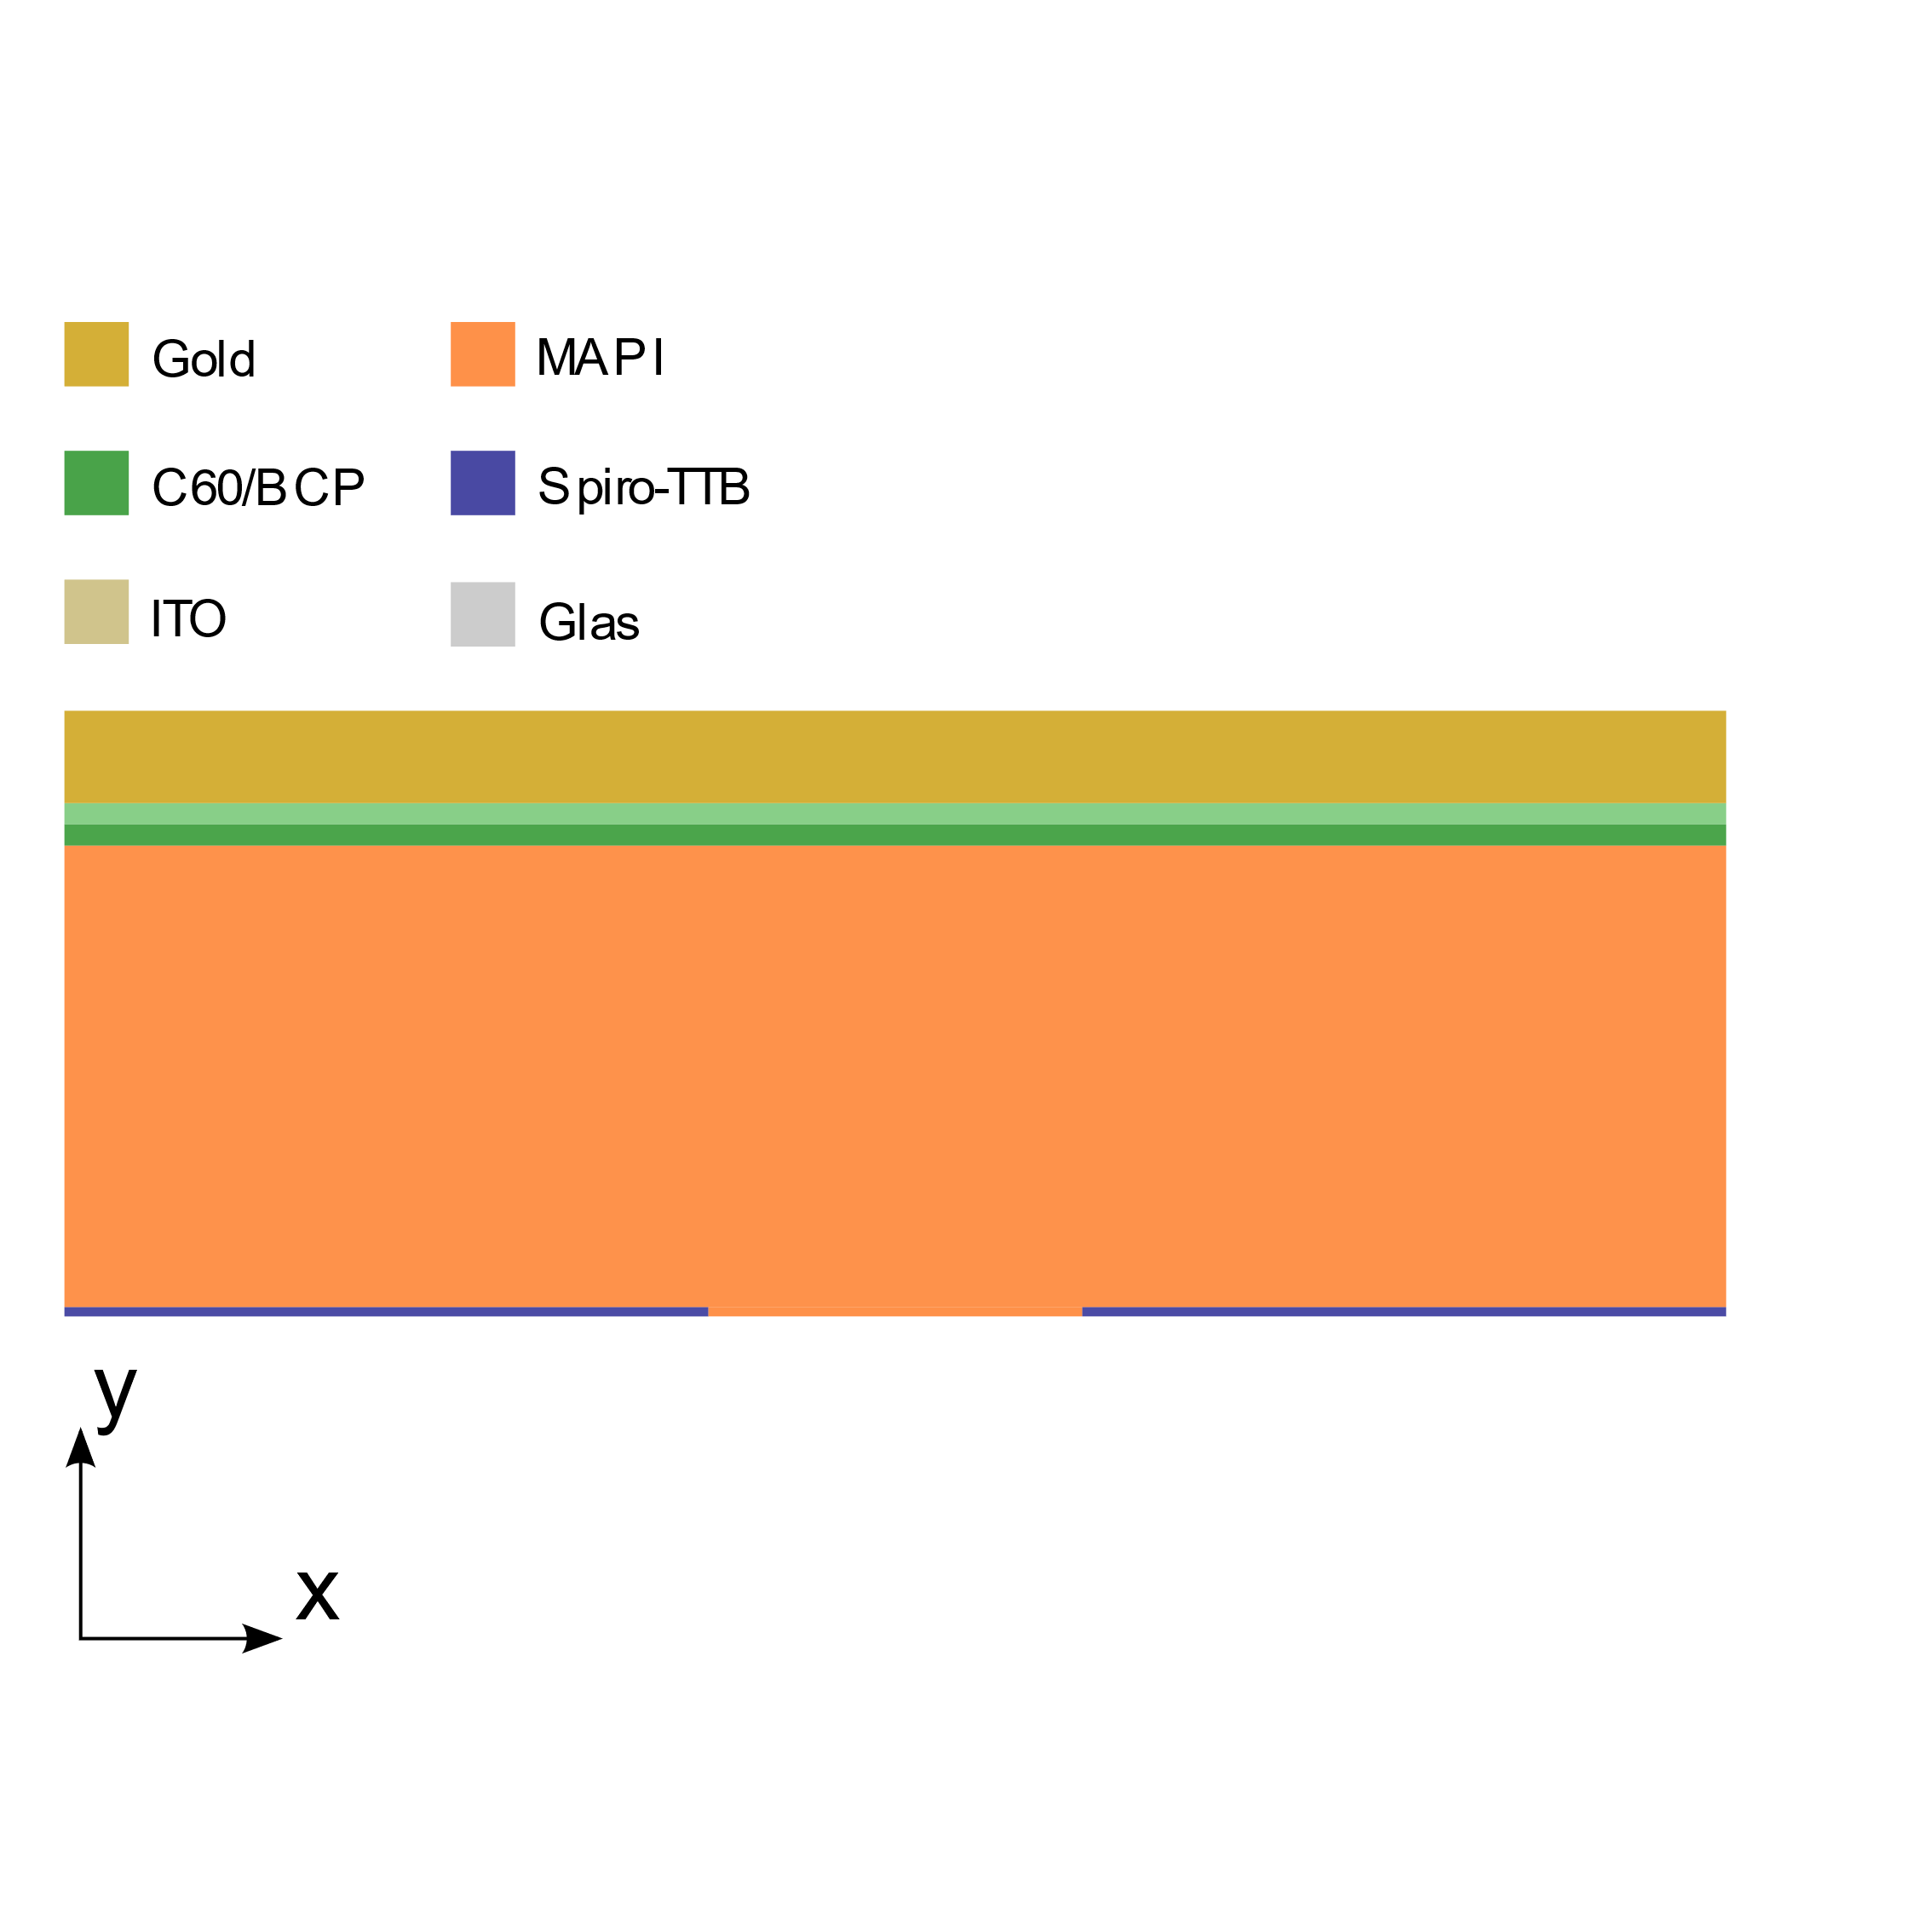 Gold MAPI
C60/BCP Spiro-TTB
ITO Glas
y
x